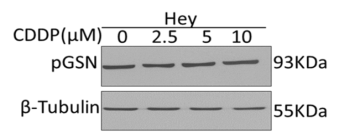 Hey
CDDP(μM) 0 2.5 5 10
pGSN 93KDa
β-Tubulin 55KDa